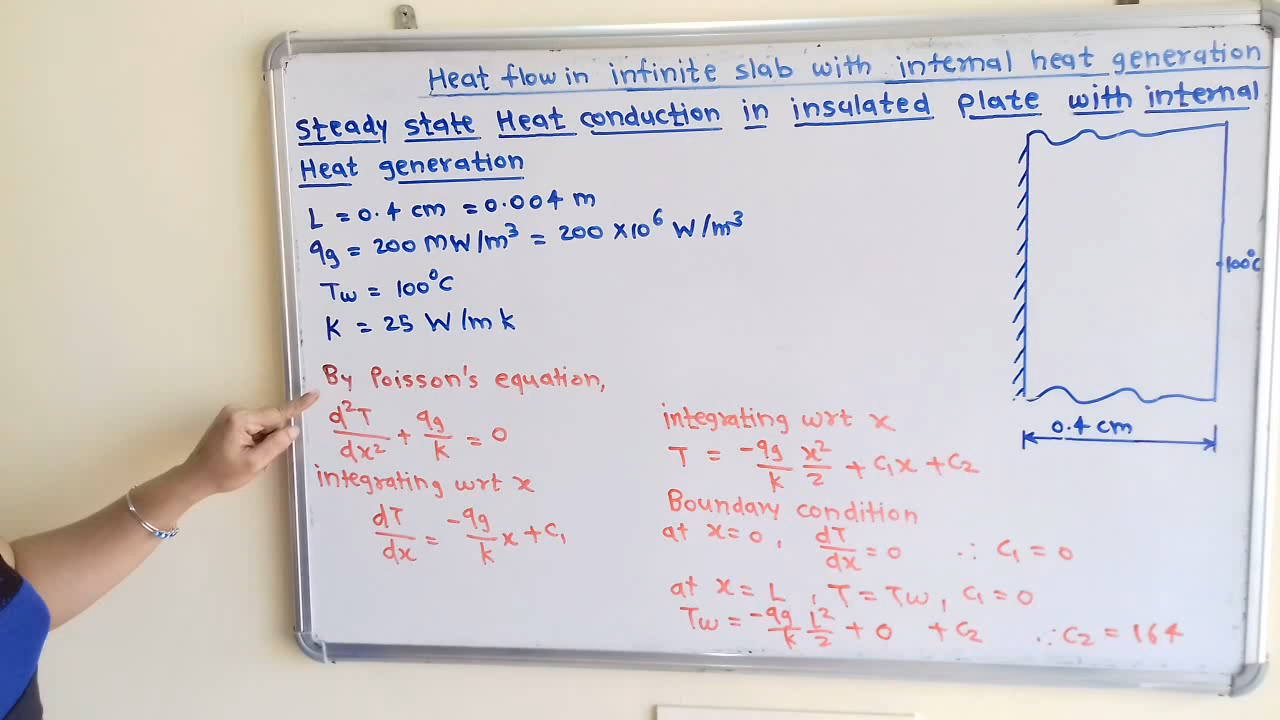 Heat flow in infinite slab with internal heat generation
Steady state Heat conduction in insulated plate with internal
Heat generation
L = 0.4 cm = 0.004 m
qg = 200 MW/m³ = 200 ×10⁶ W/m³
Tw = 100°C
K = 25 W/mk
100°C
0.4 cm
By Poisson's equation,
d²T/dx² + qg/k = 0
integrating wrt x
dT/dx = -qg/k x + C₁
integrating wrt x
T = -qg/k x²/2 + C₁x + C₂
Boundary condition
at x=0, dT/dx = 0 ∴ C₁ = 0
at x = L, T = Tw, C₁ = 0
Tw = -qg/k L²/2 + 0 + C₂ ∴ C₂ = 164